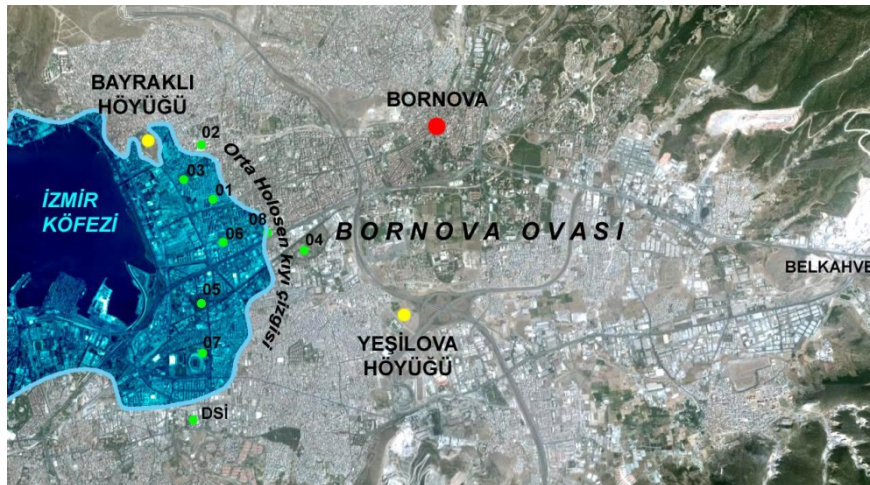 BAYRAKLI
HÖYÜĞÜ
BORNOVA
02
03
01
İZMİR
KÖFEZİ
Orta Holosen kıyı çizgisi
08
06
04
BORNOVA OVASI
BELKAHVE
05
YEŞİLOVA
HÖYÜĞÜ
07
DSİ